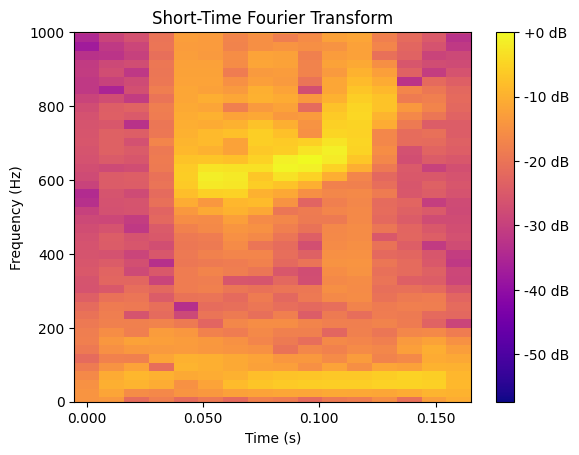 Short-Time Fourier Transform
1000
800
600
400
200
0
Frequency (Hz)
0.000
0.050
0.100
0.150
Time (s)
+0 dB
-10 dB
-20 dB
-30 dB
-40 dB
-50 dB